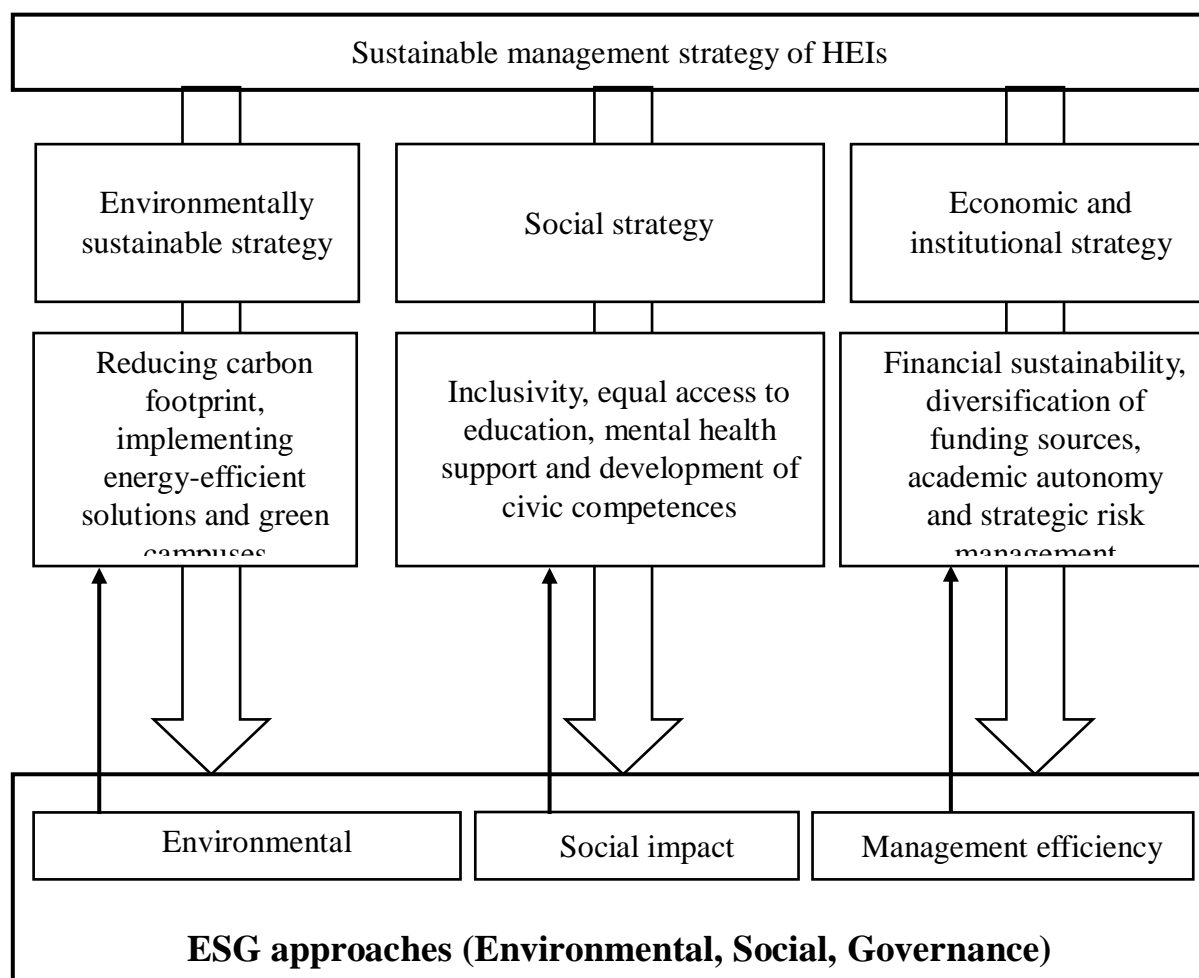 Sustainable management strategy of HEIs
Environmentally
sustainable strategy
Social strategy
Economic and
institutional strategy
Reducing carbon
footprint,
implementing
energy-efficient
solutions and green
campuses
Inclusivity, equal access to
education, mental health
support and development of
civic competences
Financial sustainability,
diversification of
funding sources,
academic autonomy
and strategic risk
management
Environmental
Social impact
Management efficiency
ESG approaches (Environmental, Social, Governance)